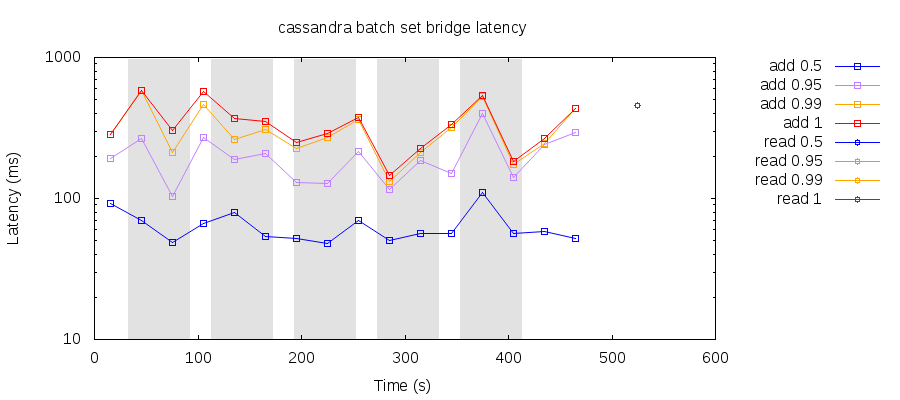 cassandra batch set bridge latency
Latency (ms)
1000
100
10
0 100 200 300 400 500 600
Time (s)
add 0.5
add 0.95
add 0.99
add 1
read 0.5
read 0.95
read 0.99
read 1